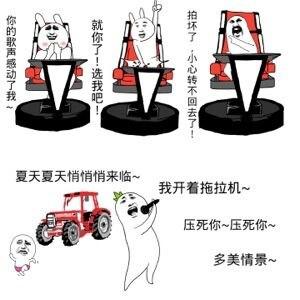 你的歌声感动了我~
就你了！选我吧！
拍坏了，小心转不回去了！
夏天夏天悄悄悄来临~
我开着拖拉机~
压死你~压死你~
多美情景~